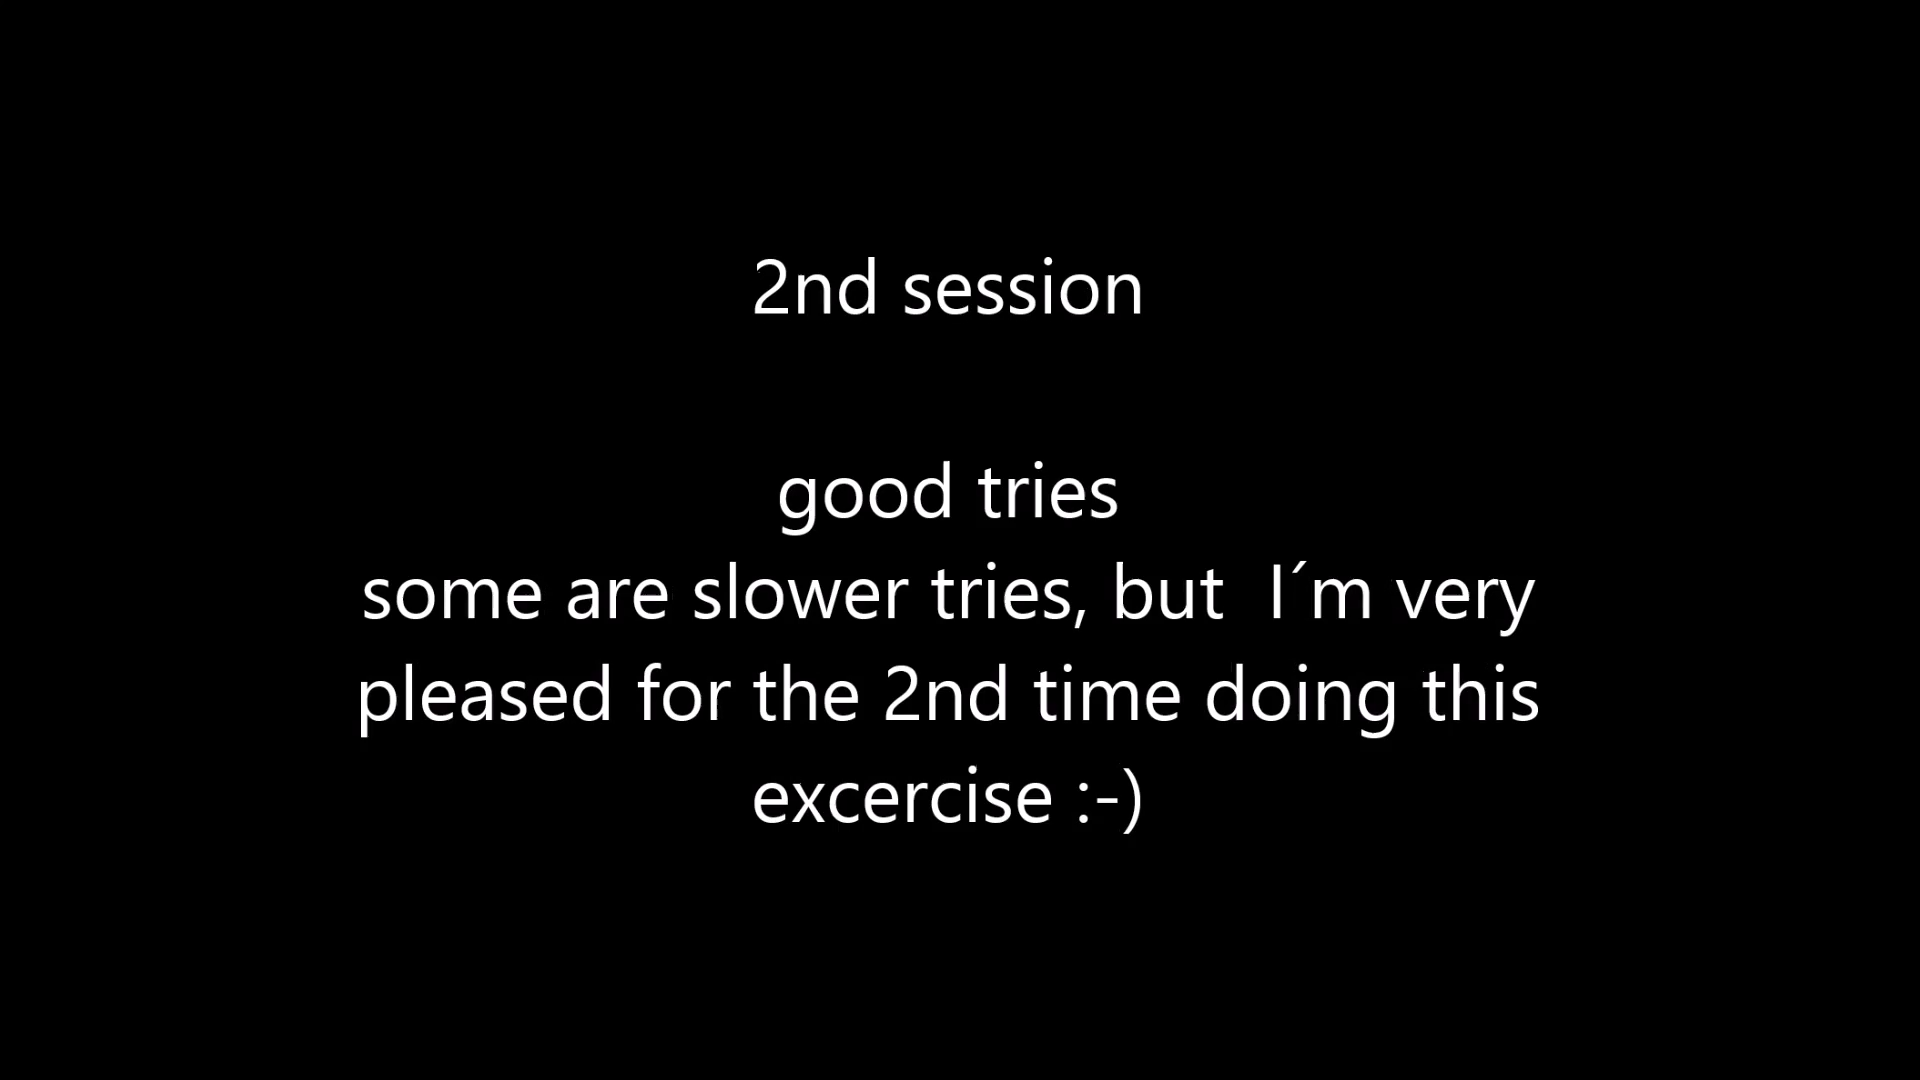 2nd session
good tries
some are slower tries, but  I´m very
pleased for the 2nd time doing this
excercise :-)